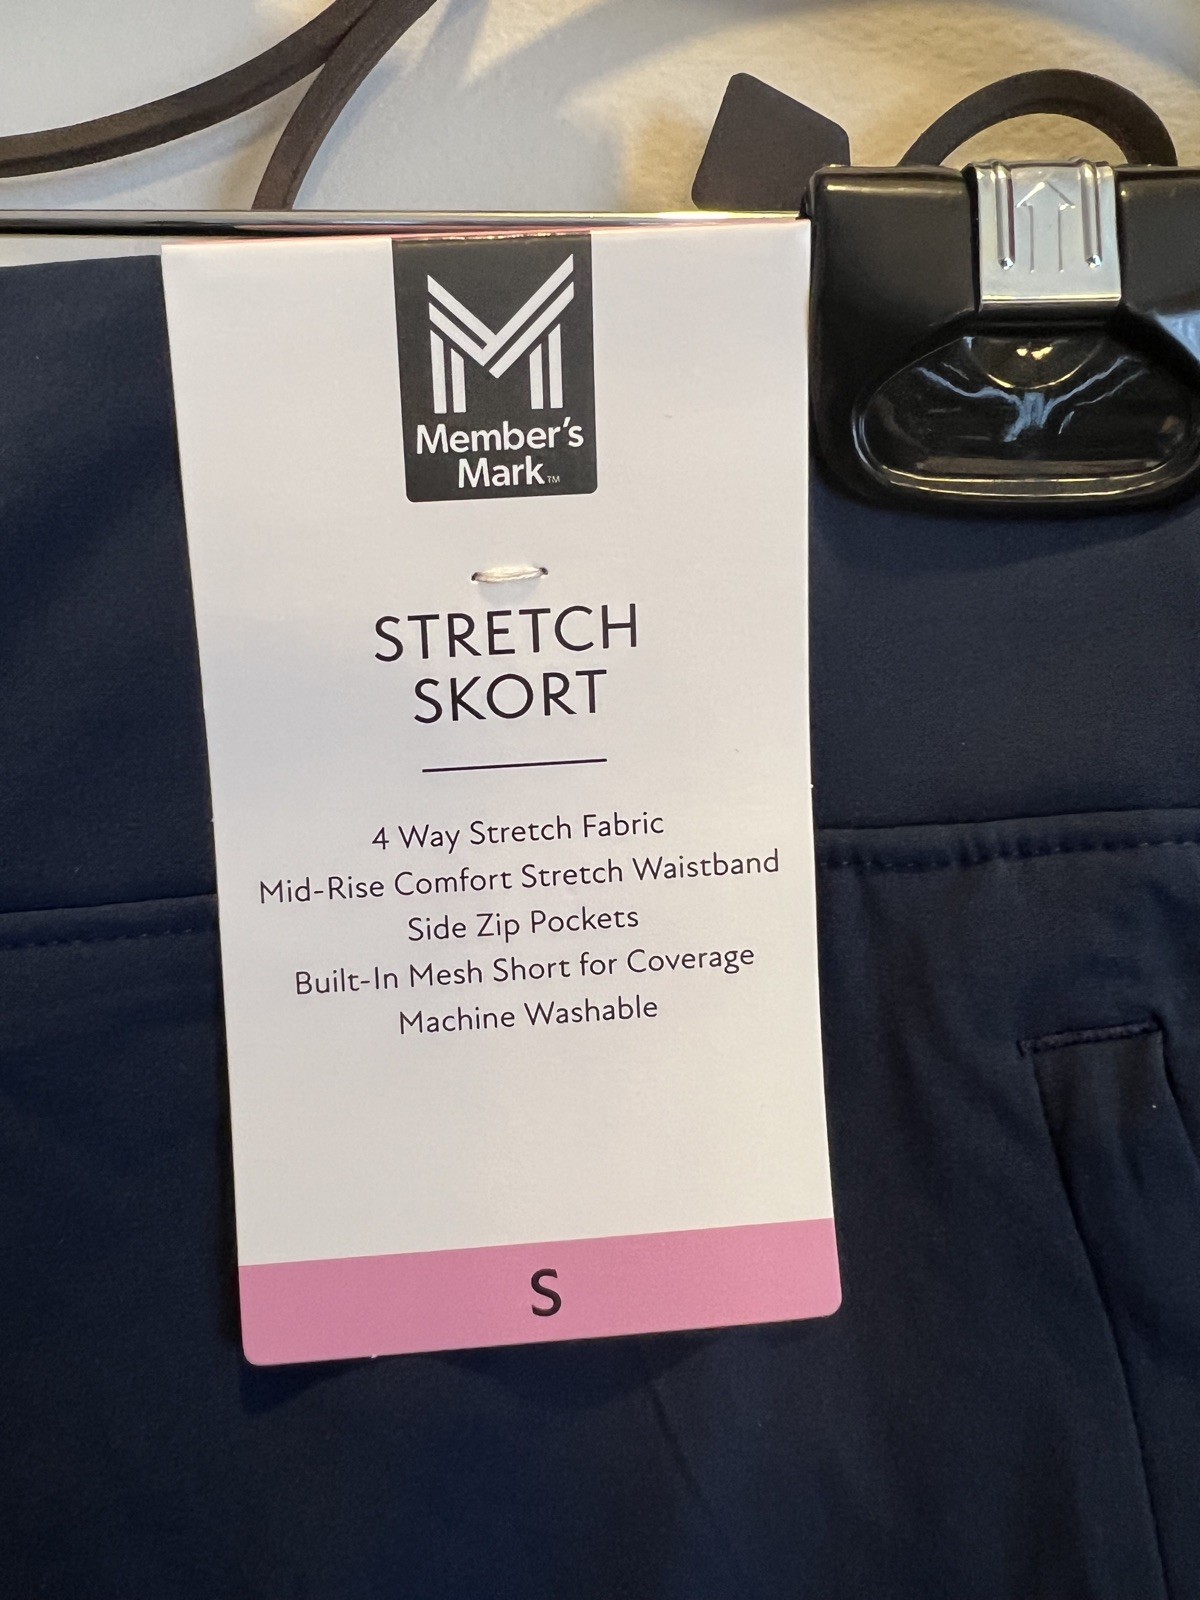 Member's
Mark™
STRETCH
SKORT
4 Way Stretch Fabric
Mid-Rise Comfort Stretch Waistband
Side Zip Pockets
Built-In Mesh Short for Coverage
Machine Washable
S